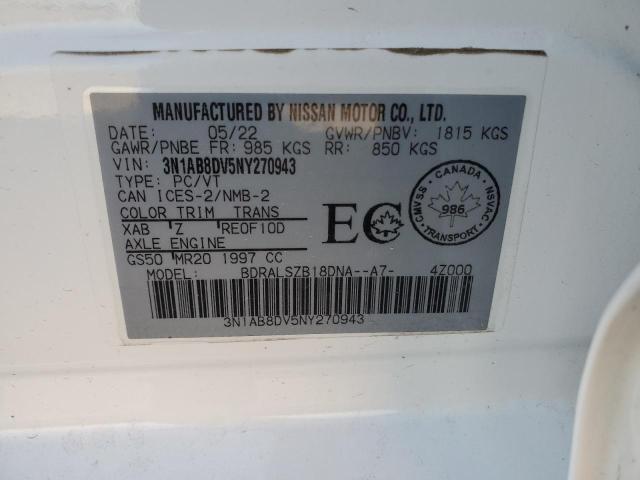 MANUFACTURED BY NISSAN MOTOR CO., LTD.
DATE: 05/22 GVWR/PNBV: 1815 KGS
GAWR/PNBE FR: 985 KGS RR: 850 KGS
VIN: 3N1AB8DV5NY270943
TYPE: PC/VT
CAN ICES-2/NMB-2
COLOR TRIM TRANS
XAB Z RE0F10D
AXLE ENGINE
GS50 MR20 1997 CC
MODEL: BDRALSZB18DNA--A7- 4Z000
3N1AB8DV5NY270943
EC
CANADA
CMVSS 986 NSVAC
TRANSPORT